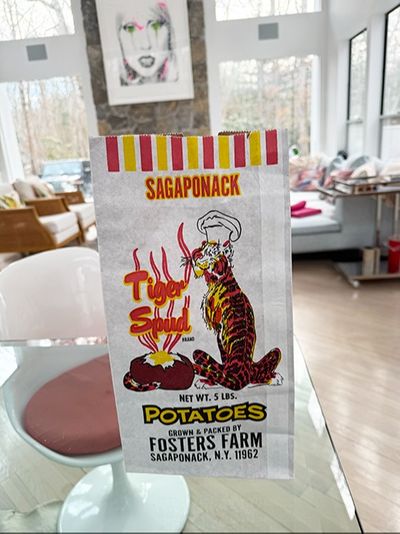 SAGAPONACK
Tiger
Spud
BRAND
NET WT. 5 LBS.
POTATOES
GROWN & PACKED BY
FOSTERS FARM
SAGAPONACK, N.Y. 11962